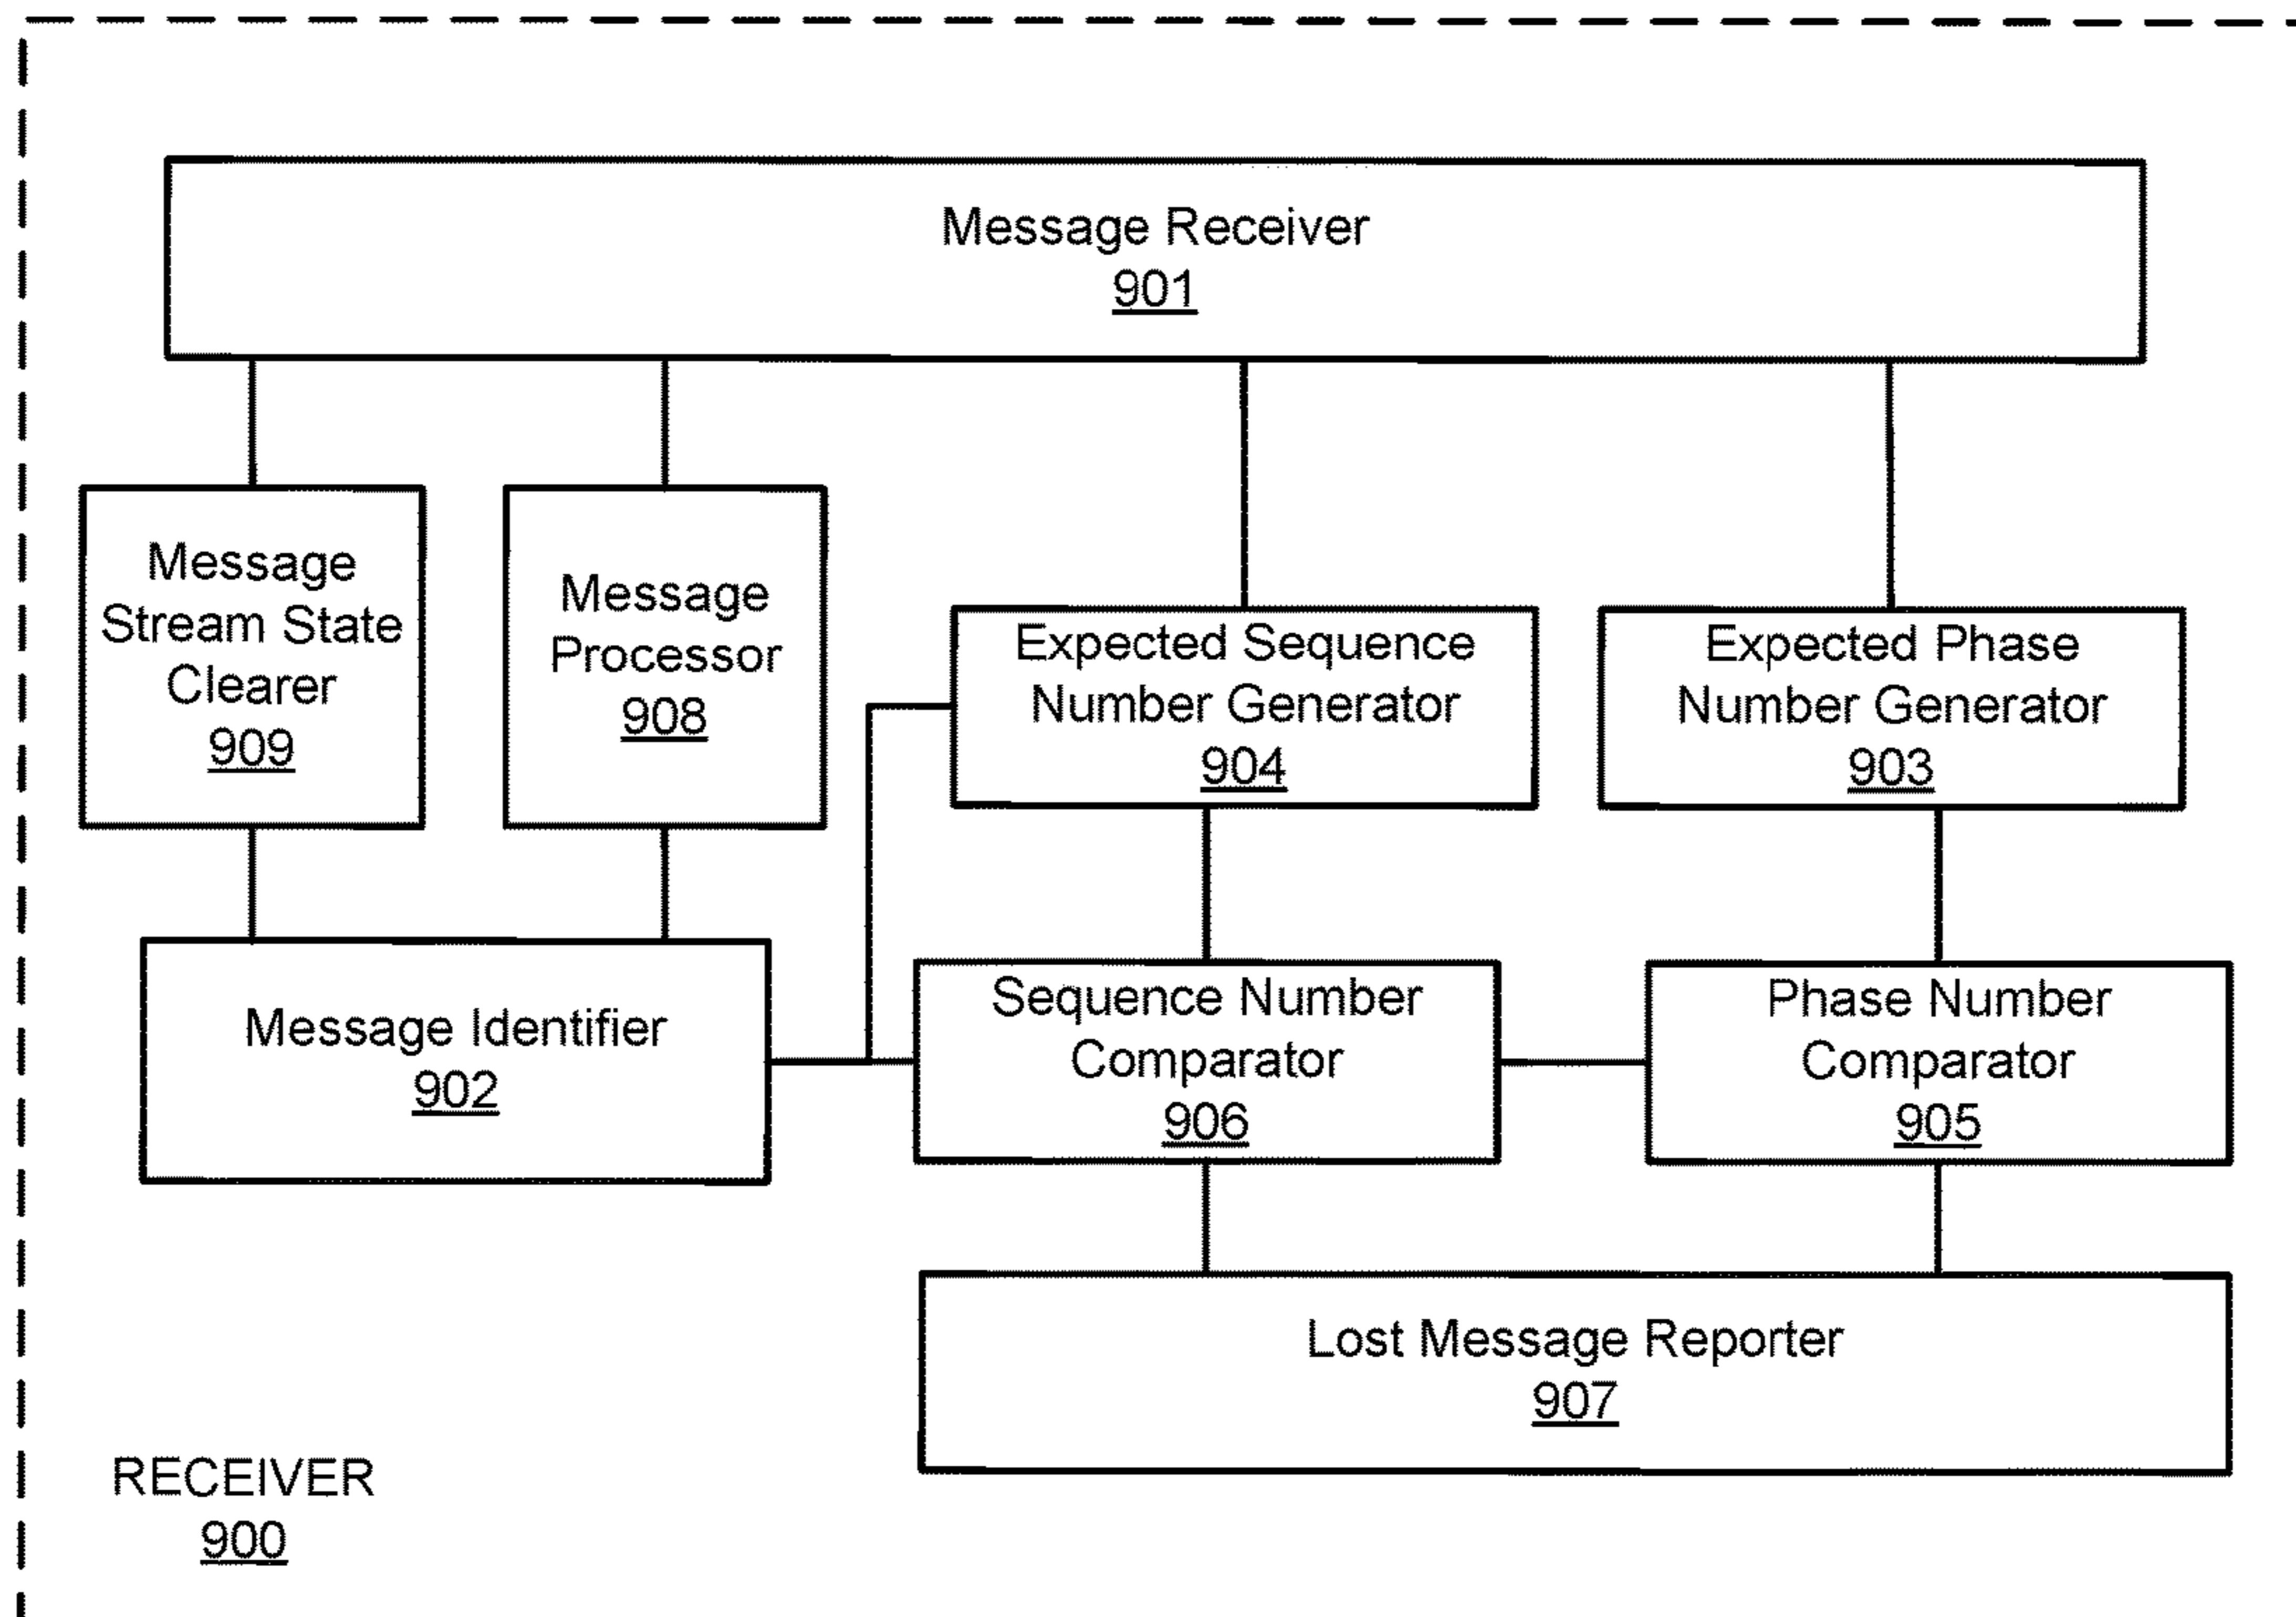 Message Receiver
901
Message
Stream State
Clearer
909
Message
Processor
908
Expected Sequence
Number Generator
904
Expected Phase
Number Generator
903
Message Identifier
902
Sequence Number
Comparator
906
Phase Number
Comparator
905
Lost Message Reporter
907
RECEIVER
900